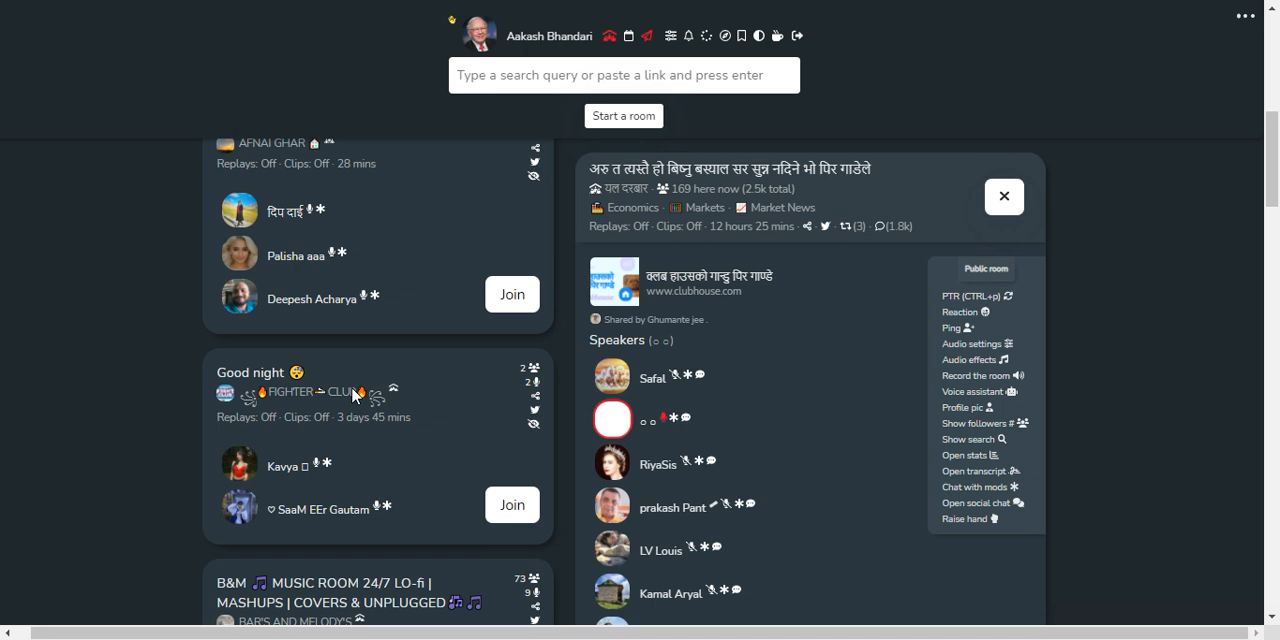 Aakash Bhandari
Type a search query or paste a link and press enter
Start a room
AFNAI GHAR
Replays: Off · Clips: Off · 28 mins
दिप दाई
Palisha aaa
Deepesh Acharya
Join
Good night
2
FIGHTER CLUB
2
Replays: Off · Clips: Off · 3 days 45 mins
Kavya
SaaM EEr Gautam
Join
B&M MUSIC ROOM 24/7 LO-fi |
MASHUPS | COVERS & UNPLUGGED
73
9
BAR'S AND MELODY'S
अरु त त्यस्तै हो बिष्नु बस्याल सर सुन्न नदिने भो पिर गाडेले
यल दरबार · 169 here now (2.5k total)
Economics · Markets · Market News
Replays: Off · Clips: Off · 12 hours 25 mins · (3) · (1.8k)
क्लब हाउसको गान्डु पिर गाण्डे
www.clubhouse.com
Shared by Ghumante jee .
Speakers (○ ○)
Safal
○ ○
RiyaSis
prakash Pant
LV Louis
Kamal Aryal
Public room
PTR (CTRL+p)
Reaction
Ping
Audio settings
Audio effects
Record the room
Voice assistant
Profile pic
Show followers #
Show search
Open stats
Open transcript
Chat with mods
Open social chat
Raise hand